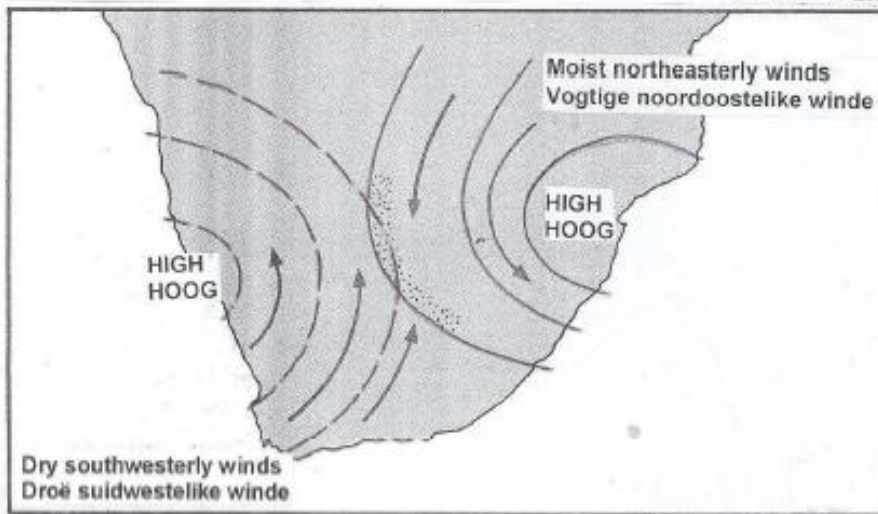 Moist northeasterly winds
Vogtige noordoostelike winde
HIGH
HOOG
HIGH
HOOG
Dry southwesterly winds
Droë suidwestelike winde